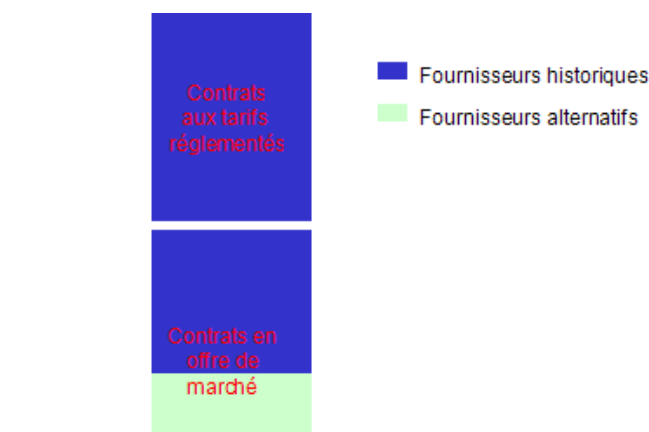 Contrats
aux tarifs
réglementés
Fournisseurs historiques
Fournisseurs alternatifs
Contrats en
offre de
marché